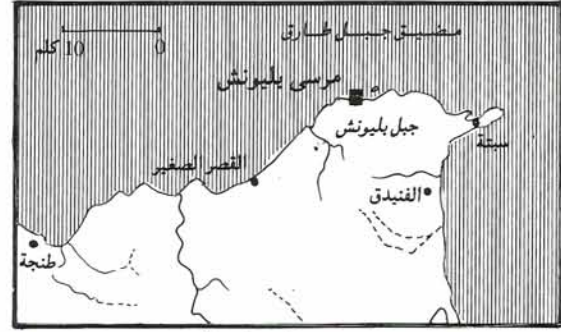 مضيق جبل طارق
10 كلم 0
مرسى بليونش
جبل بليونش
سبتة
القصر الصغير
الفنيدق
طنجة